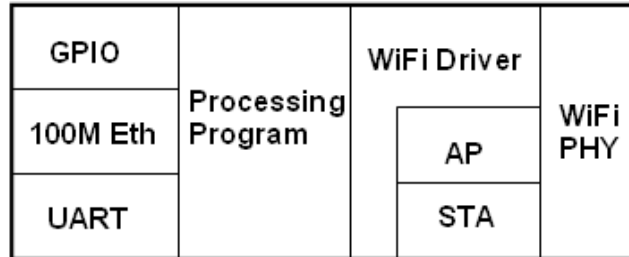 GPIO
100M Eth
UART
Processing
Program
WiFi Driver
AP
STA
WiFi
PHY